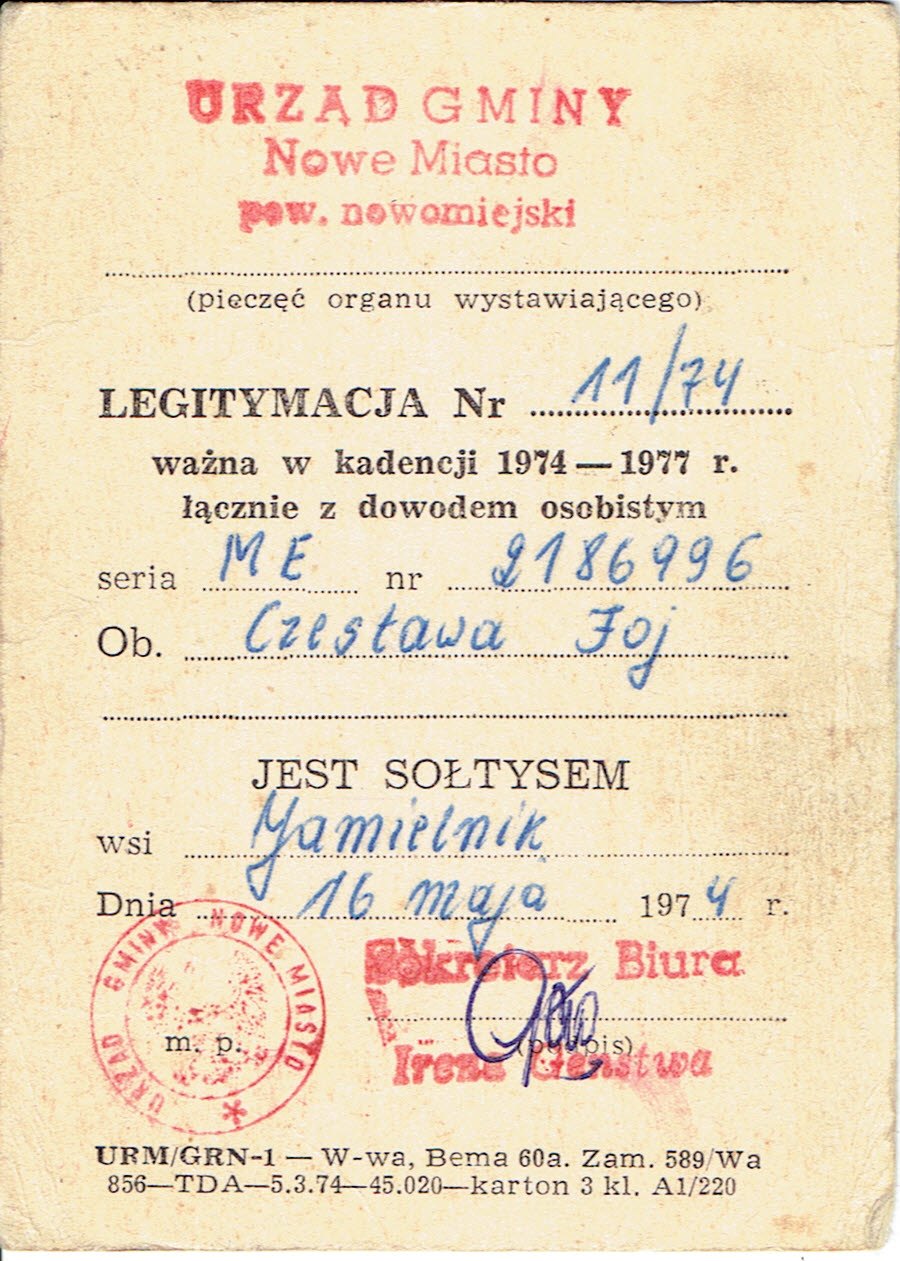 URZĄD GMINY
Nowe Miasto
pow. nowomiejski
(pieczęć organu wystawiającego)
LEGITYMACJA Nr 11/74
ważna w kadencji 1974 — 1977 r.
łącznie z dowodem osobistym
seria ME nr 2186996
Ob. Czesława Foj
JEST SOŁTYSEM
wsi Jamielnik
Dnia 16 maja 1974 r.
URZĄD GMINY NOWE MIASTO *
m. p.
Sekretarz Biura
(podpis)
Irena
URM/GRN-1 — W-wa, Bema 60a. Zam. 589/Wa
856—TDA—5.3.74—45.020—karton 3 kl. A1/220